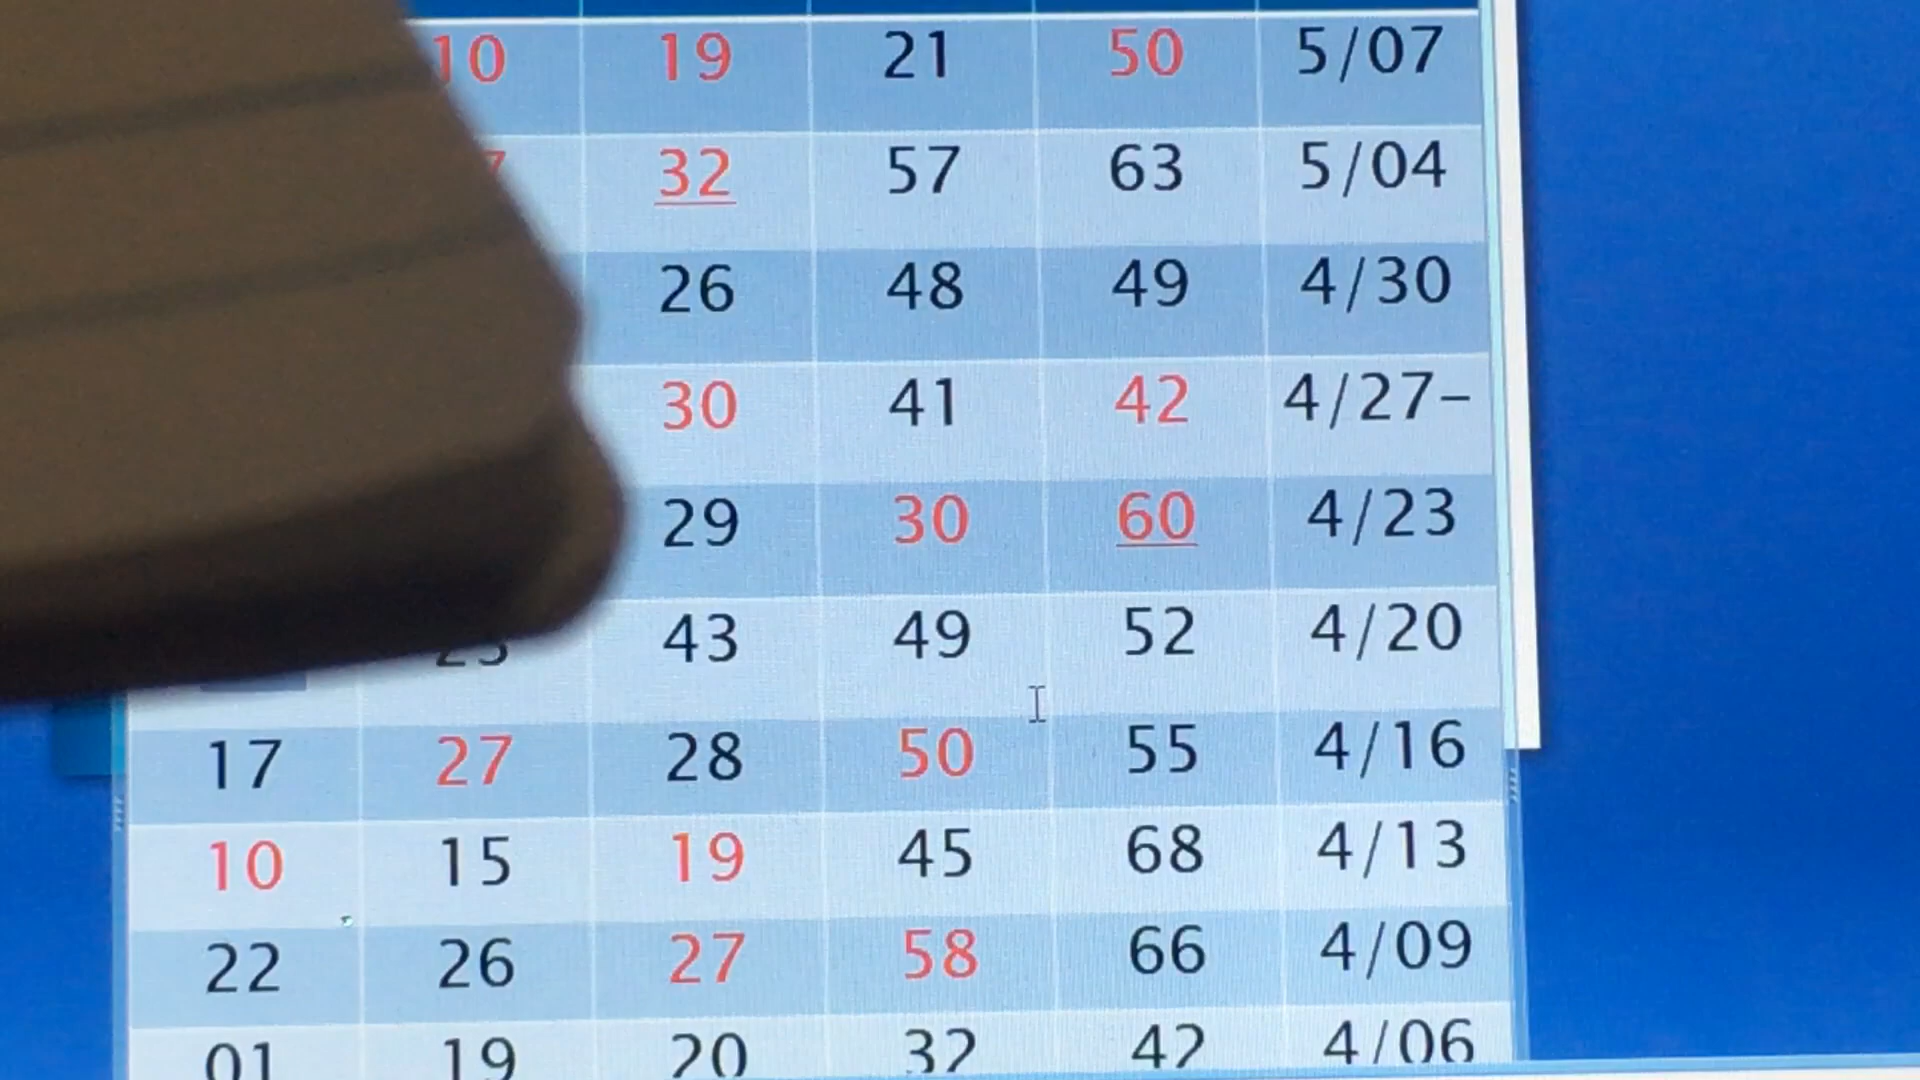 10 19 21 50 5/07
32 57 63 5/04
26 48 49 4/30
30 41 42 4/27-
29 30 60 4/23
43 49 52 4/20
17 27 28 50 55 4/16
10 15 19 45 68 4/13
22 26 27 58 66 4/09
01 19 20 32 42 4/06